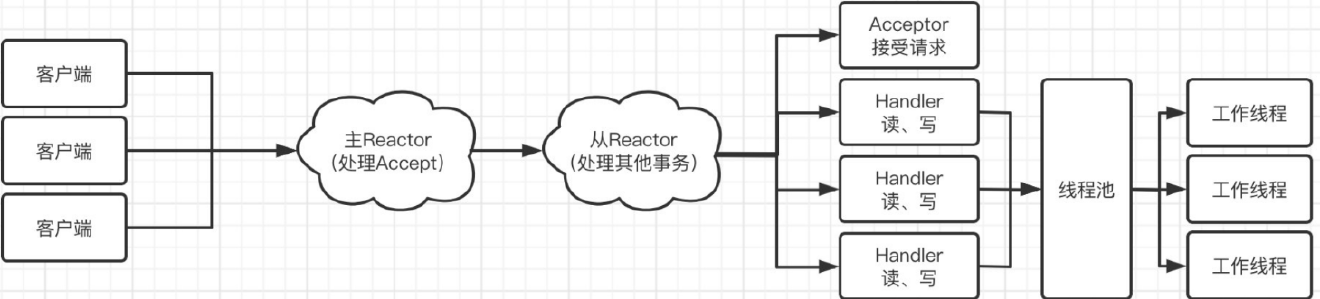 客户端
客户端
客户端
主Reactor
（处理Accept）
从Reactor
（处理其他事务）
Acceptor
接受请求
Handler
读、写
Handler
读、写
Handler
读、写
线程池
工作线程
工作线程
工作线程